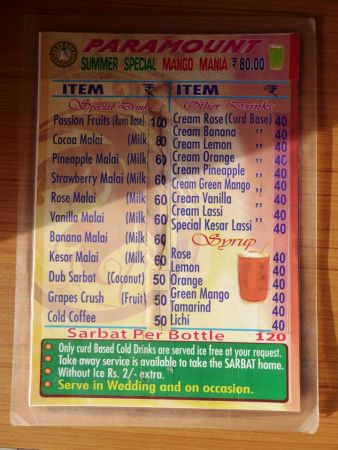 PARAMOUNT
SUMMER SPECIAL MANGO MANIA ₹ 80.00
ITEM ₹
Special Drinks
Passion Fruits (Runri Base) 100
Cocoa Malai (Milk 80
Pineapple Malai (Milk 60
Strawberry Malai (Milk 60
Rose Malai (Milk 60
Vanilla Malai (Milk 60
Banana Malai (Milk 60
Kesar Malai (Milk 60
Dub Sarbat (Coconut) 50
Grapes Crush (Fruit) 50
Cold Coffee 50
ITEM ₹
Other Drinks
Cream Rose (Curd Base) 40
Cream Banana ,, 40
Cream Lemon ,, 40
Cream Orange ,, 40
Cream Pineapple ,, 40
Cream Green Mango ,, 40
Cream Vanilla ,, 40
Cream Lassi ,, 40
Special Kesar Lassi ,, 40
Syrup
Rose 40
Lemon 40
Orange 40
Green Mango 40
Tamarind 40
Lichi 40
Sarbat Per Bottle 120
Only curd Based Cold Drinks are served ice free at your request.
Take away service is available to take the SARBAT home.
Without Ice Rs. 2/- extra.
Serve in Wedding and on occasion.